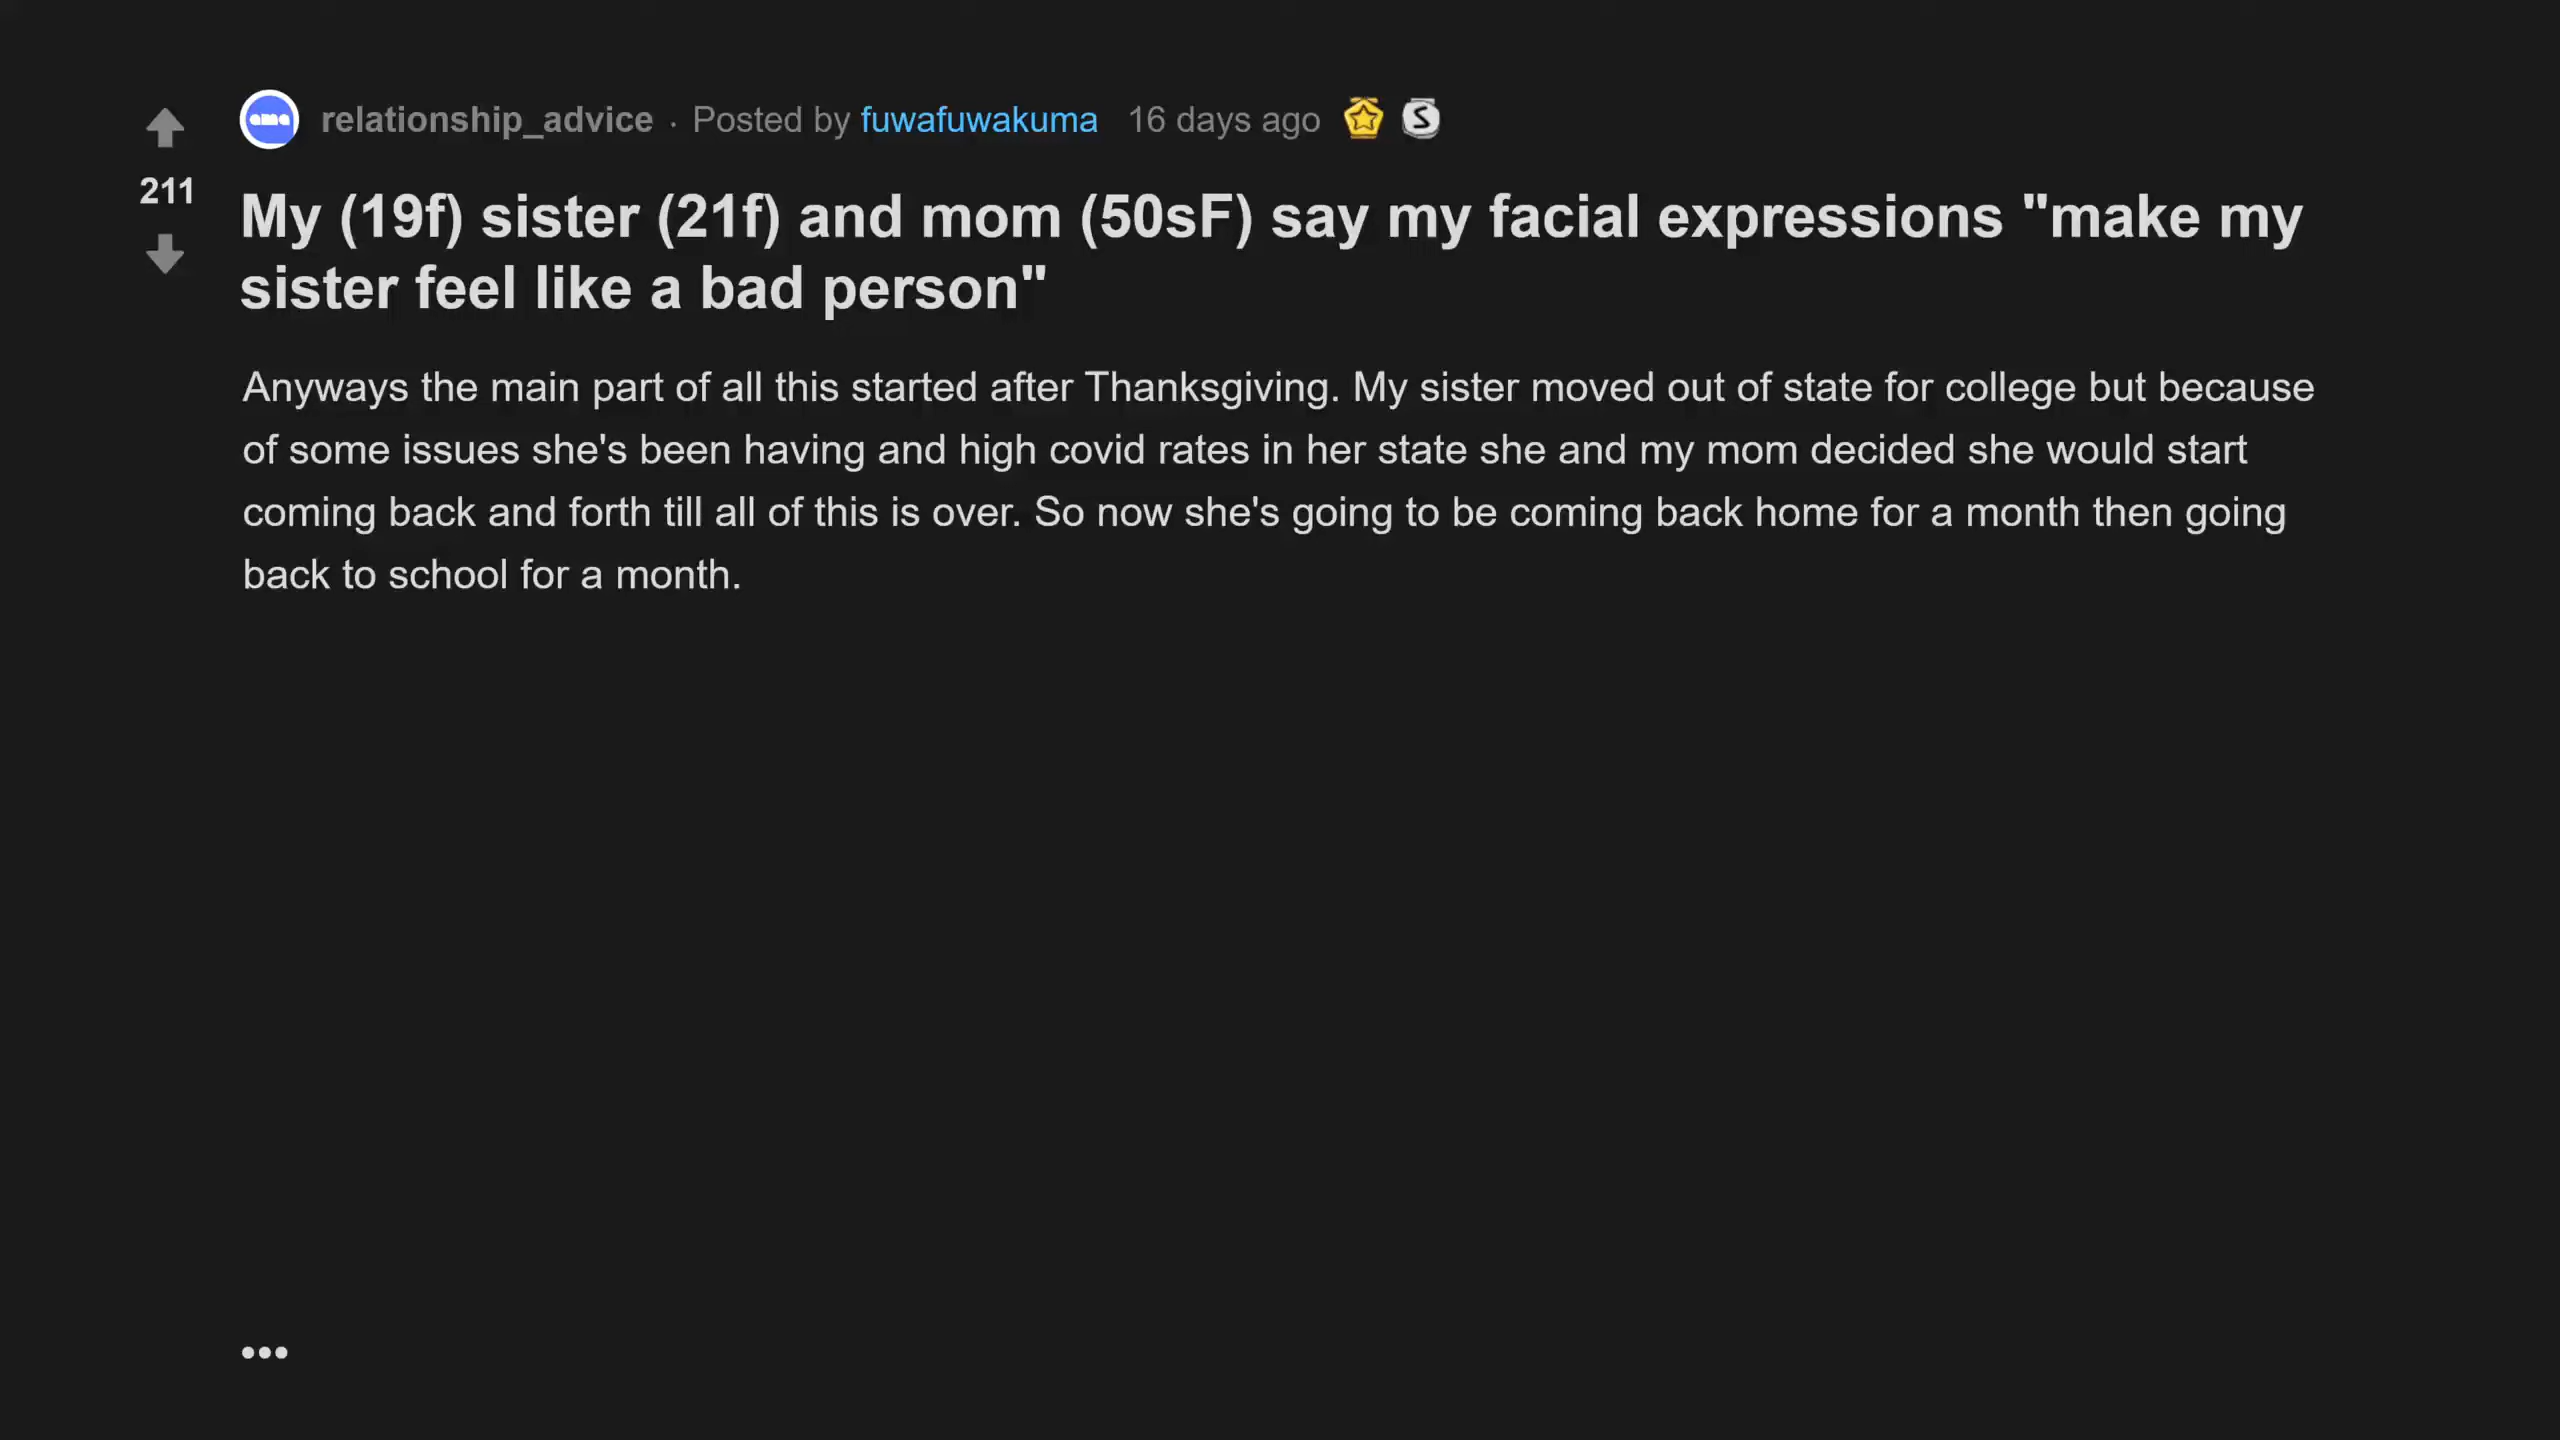 relationship_advice · Posted by fuwafuwakuma 16 days ago
211
My (19f) sister (21f) and mom (50sF) say my facial expressions "make my
sister feel like a bad person"
Anyways the main part of all this started after Thanksgiving. My sister moved out of state for college but because
of some issues she's been having and high covid rates in her state she and my mom decided she would start
coming back and forth till all of this is over. So now she's going to be coming back home for a month then going
back to school for a month.
•••